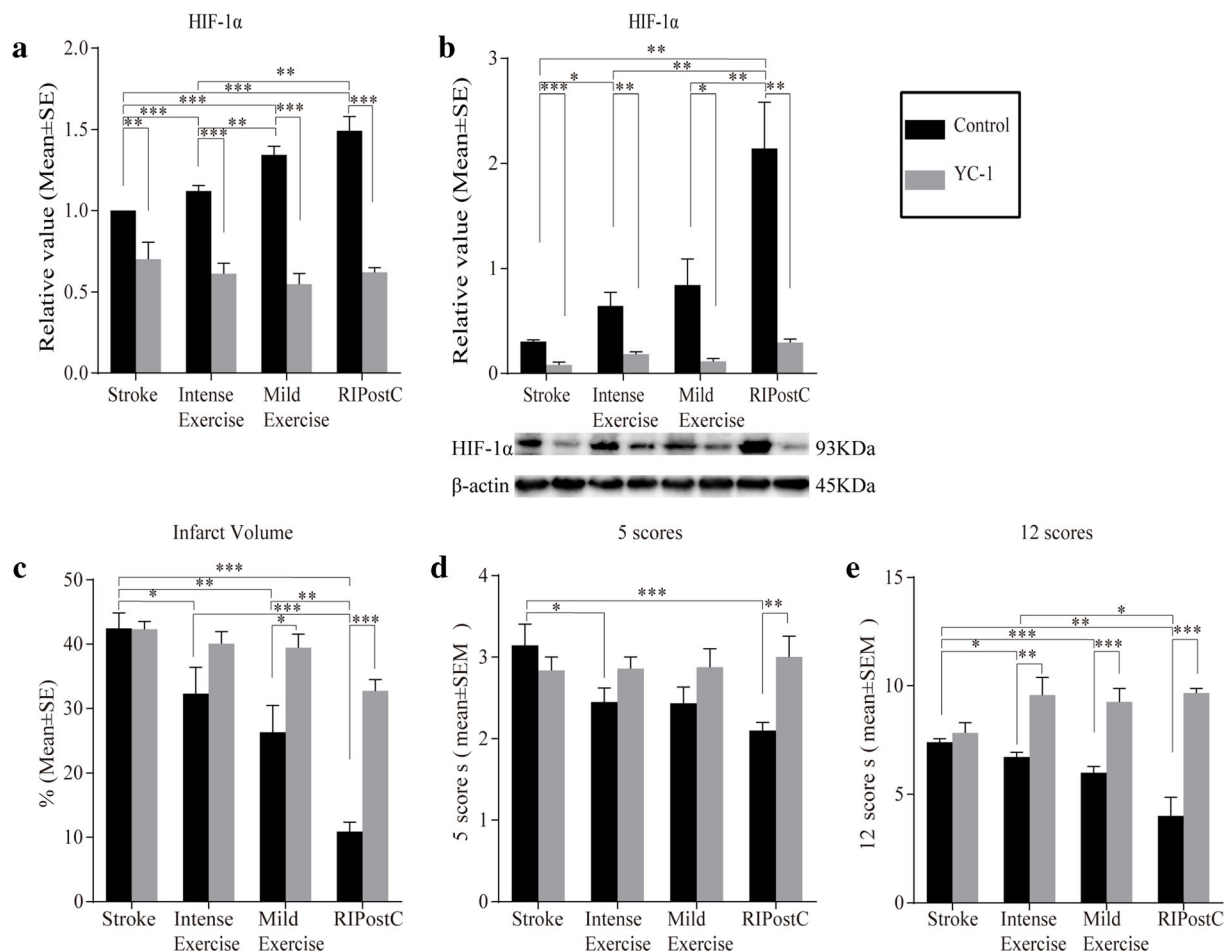 HIF-1α
a
Relative value (Mean±SE)
2.0
1.5
1.0
0.5
0.0
**
***
***
***
***
***
**
***
**
Stroke
Intense Exercise
Mild Exercise
RIPostC
HIF-1α
b
Relative value (Mean±SE)
3
2
1
0
**
**
*
**
***
**
*
**
Stroke
Intense Exercise
Mild Exercise
RIPostC
HIF-1α
93KDa
β-actin
45KDa
Control
YC-1
Infarct Volume
c
% (Mean±SE)
50
40
30
20
10
0
***
**
**
*
***
*
***
Stroke
Intense Exercise
Mild Exercise
RIPostC
5 scores
d
5 score s ( mean±SEM )
4
3
2
1
0
***
*
**
Stroke
Intense Exercise
Mild Exercise
RIPostC
12 scores
e
12 score s ( mean±SEM )
15
10
5
0
*
**
***
*
**
***
***
Stroke
Intense Exercise
Mild Exercise
RIPostC